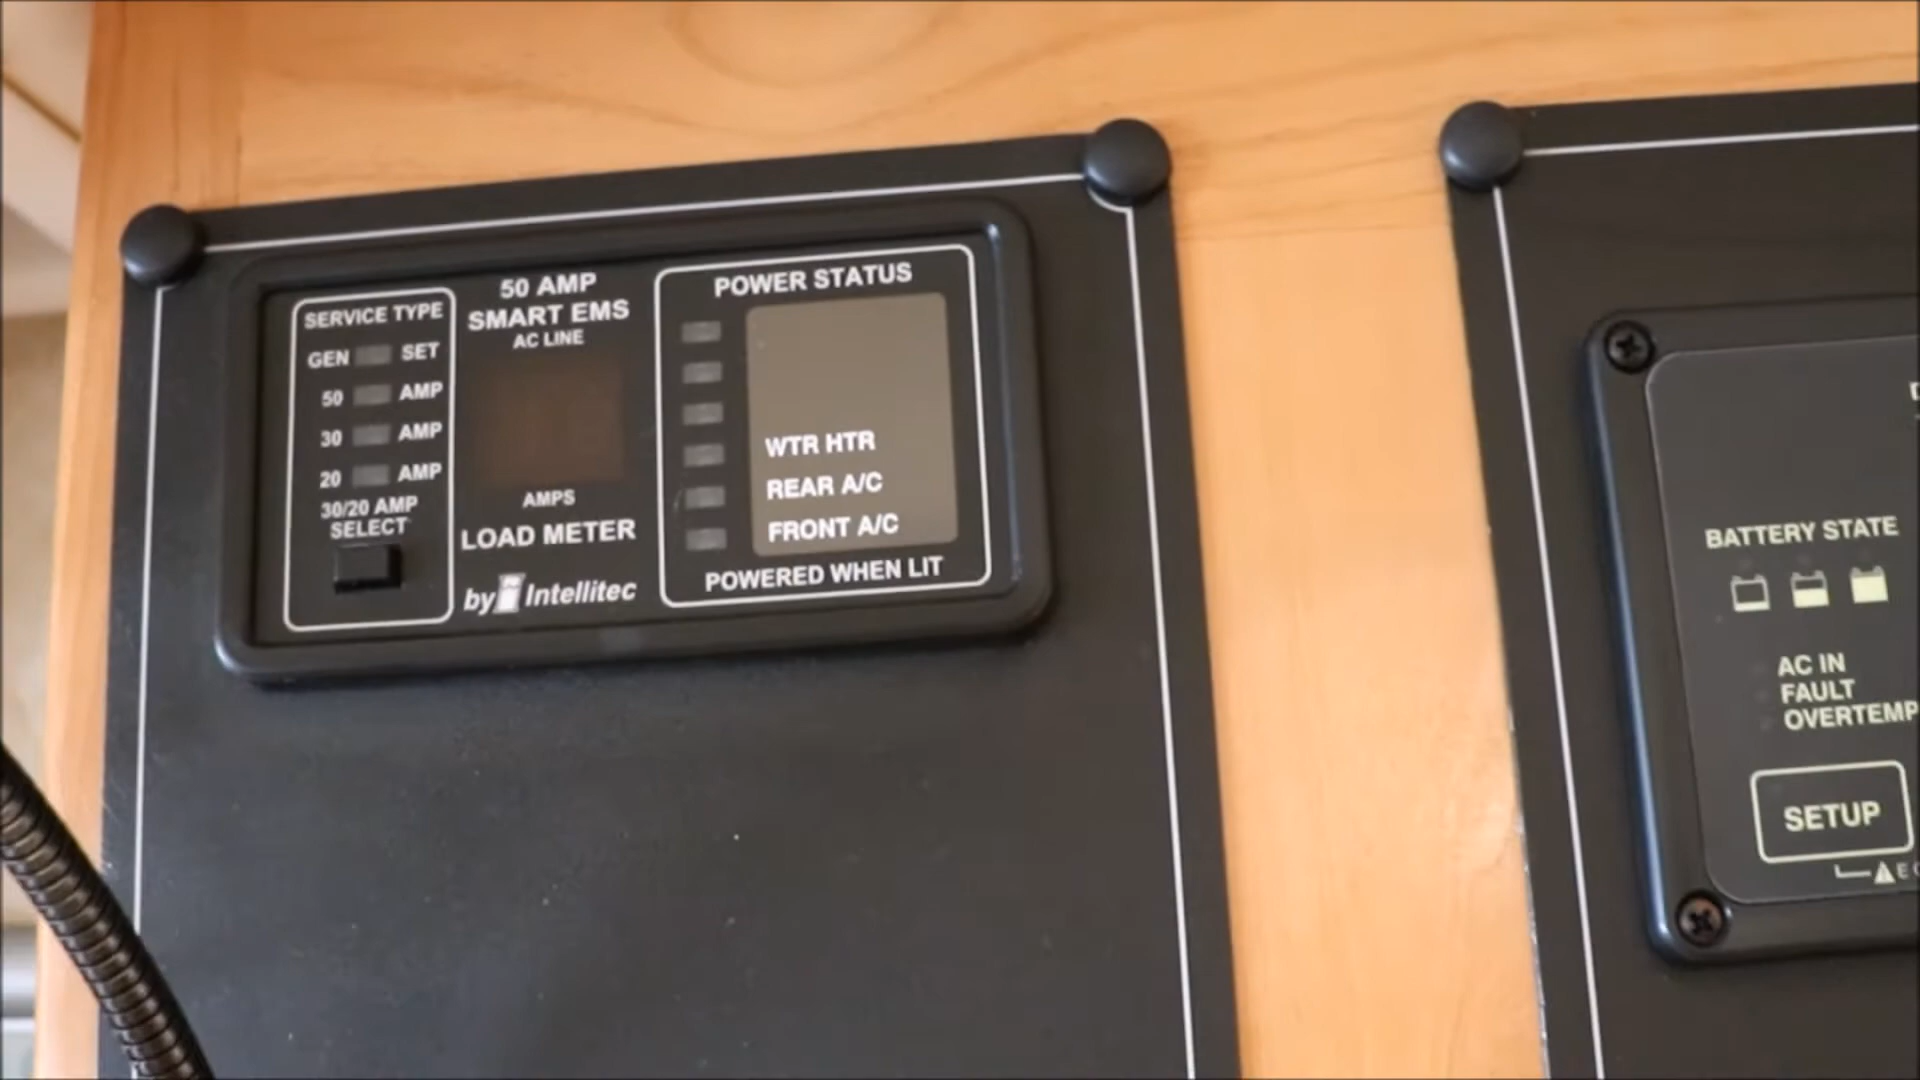 SERVICE TYPE
GEN SET
50 AMP
30 AMP
20 AMP
30/20 AMP
SELECT
50 AMP
SMART EMS
AC LINE
AMPS
LOAD METER
by Intellitec
POWER STATUS
WTR HTR
REAR A/C
FRONT A/C
POWERED WHEN LIT
BATTERY STATE
AC IN
FAULT
OVERTEMP
SETUP